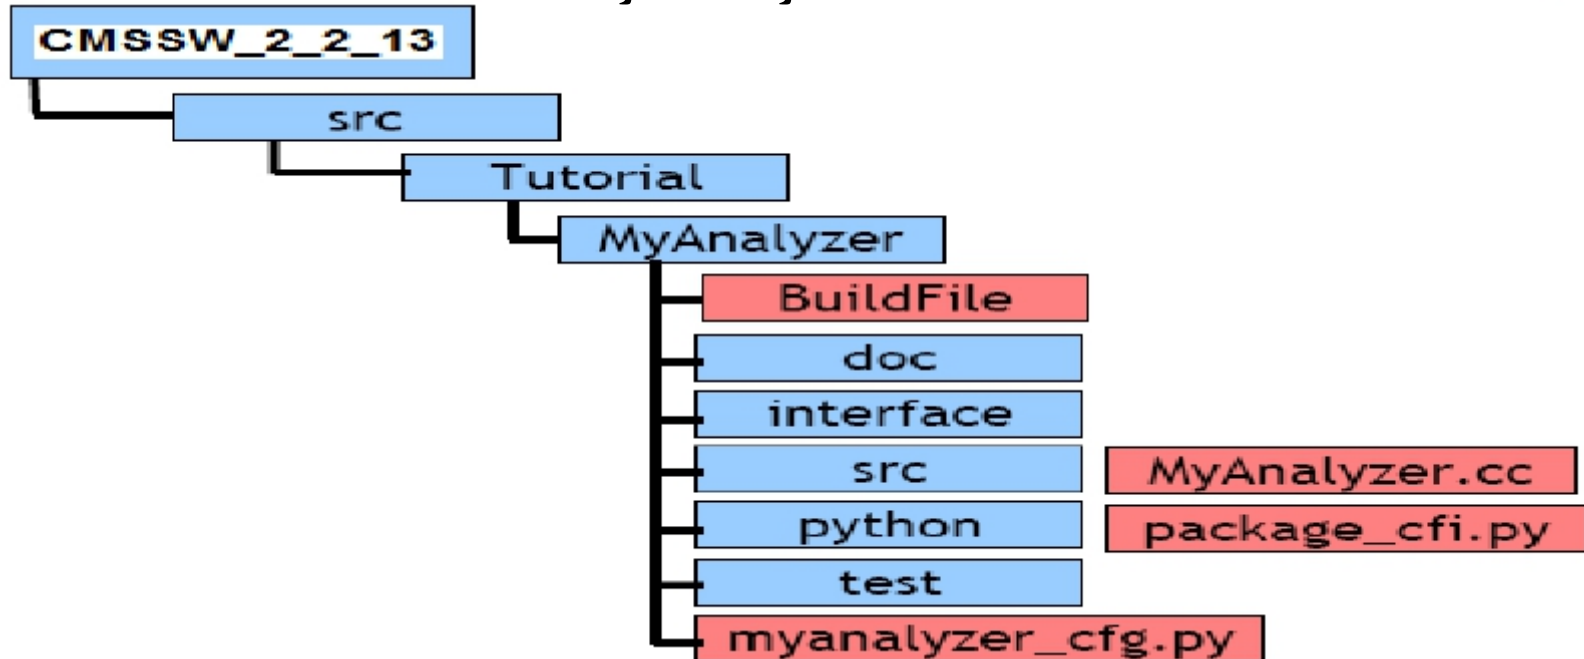 CMSSW_2_2_13
src
Tutorial
MyAnalyzer
BuildFile
doc
interface
src MyAnalyzer.cc
python package_cfi.py
test
myanalyzer_cfg.py